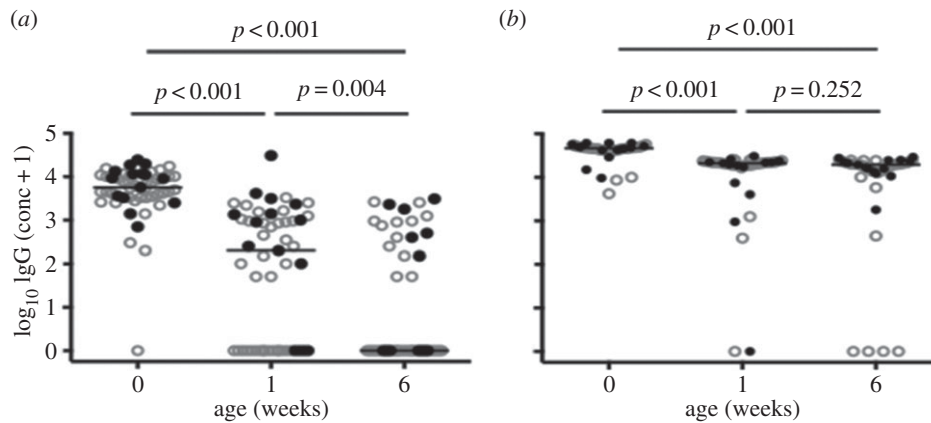 (a)
p < 0.001
p < 0.001 p = 0.004
log10 IgG (conc + 1)
5
4
3
2
1
0
0 1 6
age (weeks)
(b)
p < 0.001
p < 0.001 p = 0.252
0 1 6
age (weeks)